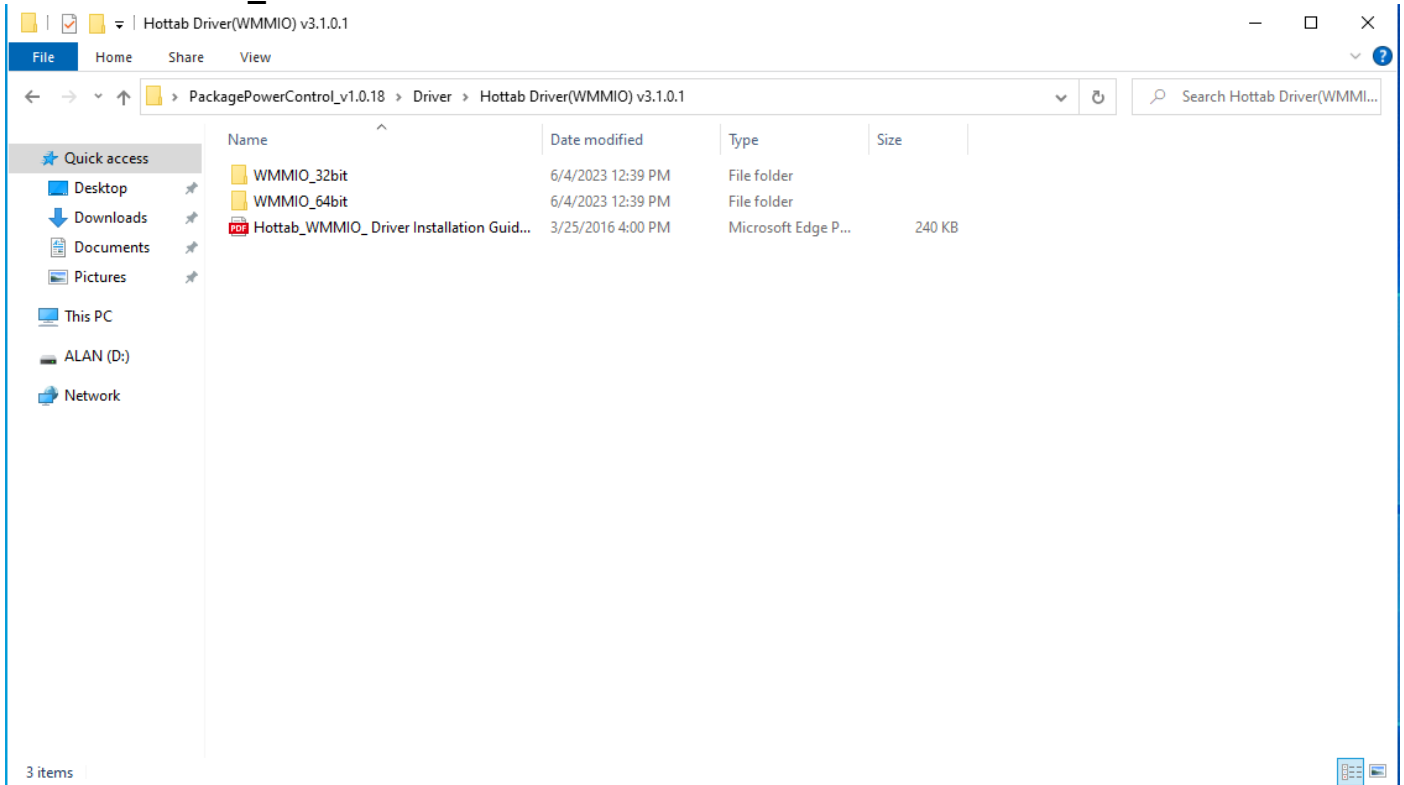 Hottab Driver(WMMIO) v3.1.0.1
File Home Share View
PackagePowerControl_v1.0.18 > Driver > Hottab Driver(WMMIO) v3.1.0.1 Search Hottab Driver(WMMI...
Name Date modified Type Size
Quick access
Desktop
Downloads
Documents
Pictures
This PC
ALAN (D:)
Network
WMMIO_32bit 6/4/2023 12:39 PM File folder
WMMIO_64bit 6/4/2023 12:39 PM File folder
PDF Hottab_WMMIO_ Driver Installation Guid... 3/25/2016 4:00 PM Microsoft Edge P... 240 KB
3 items